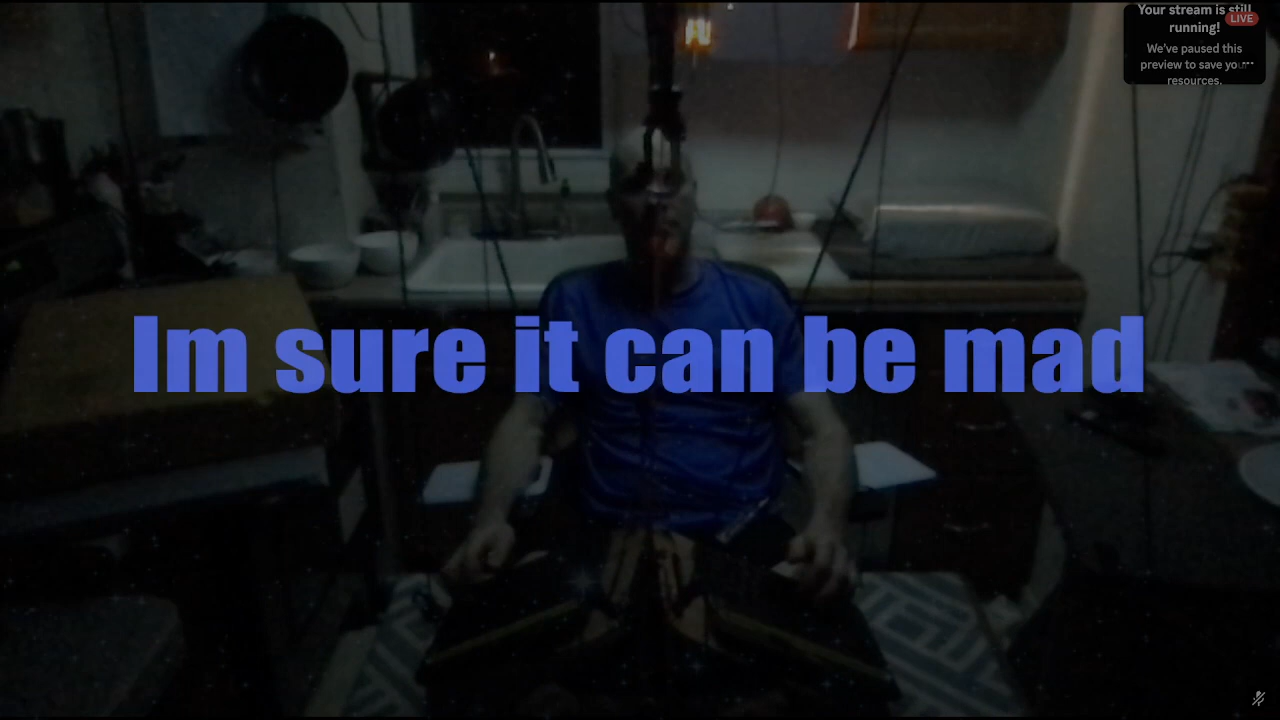 Your stream is still
running!
LIVE
We've paused this
preview to save your...
resources.
Im sure it can be mad